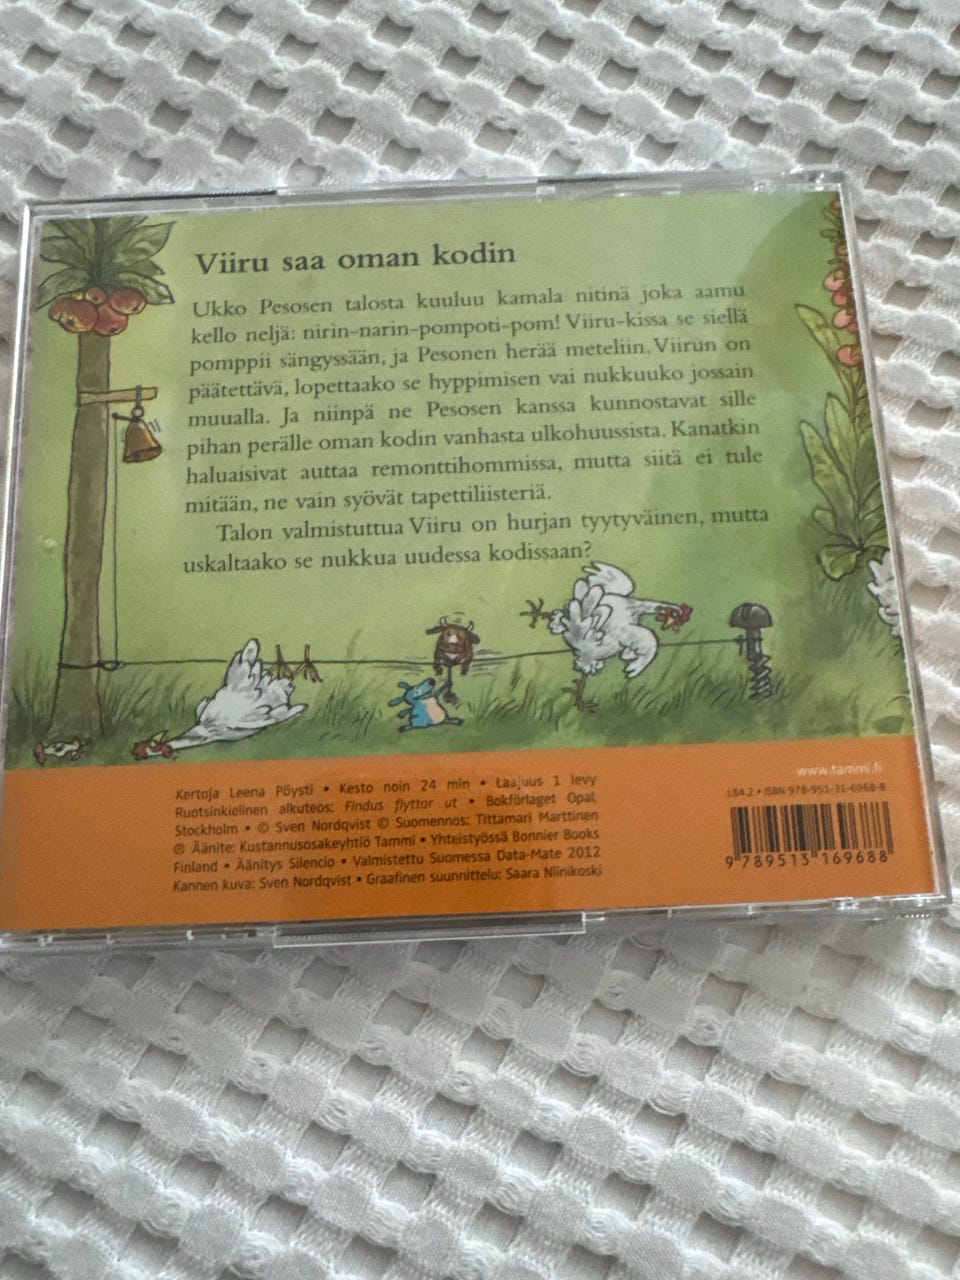 Viiru saa oman kodin
Ukko Pesosen talosta kuuluu kamala nitinä joka aamu
kello neljä: nirin-narin-pompoti-pom! Viiru-kissa se siellä
pomppii sängyssään, ja Pesonen herää meteliin. Viirun on
päätettävä, lopettaako se hyppimisen vai nukkuuko jossain
muualla. Ja niinpä ne Pesosen kanssa kunnostavat sille
pihan perälle oman kodin vanhasta ulkohuussista. Kanatkin
haluaisivat auttaa remonttihommissa, mutta siitä ei tule
mitään, ne vain syövät tapettiliisteriä.
Talon valmistuttua Viiru on hurjan tyytyväinen, mutta
uskaltaako se nukkua uudessa kodissaan?
www.tammi.fi
Kertoja Leena Pöysti • Kesto noin 24 min • Laajuus 1 levy
Ruotsinkielinen alkuteos: Findus flyttor ut • Bokförlaget Opal,
Stockholm • © Sven Nordqvist © Suomennos: Tittamari Marttinen
℗ Äänite: Kustannusosakeyhtiö Tammi • Yhteistyössä Bonnier Books
Finland • Äänitys Silencio • Valmistettu Suomessa Data-Mate 2012
Kannen kuva: Sven Nordqvist • Graafinen suunnittelu: Saara Niinikoski
L84.2 • ISBN 978-951-31-6968-8
9 789513 169688